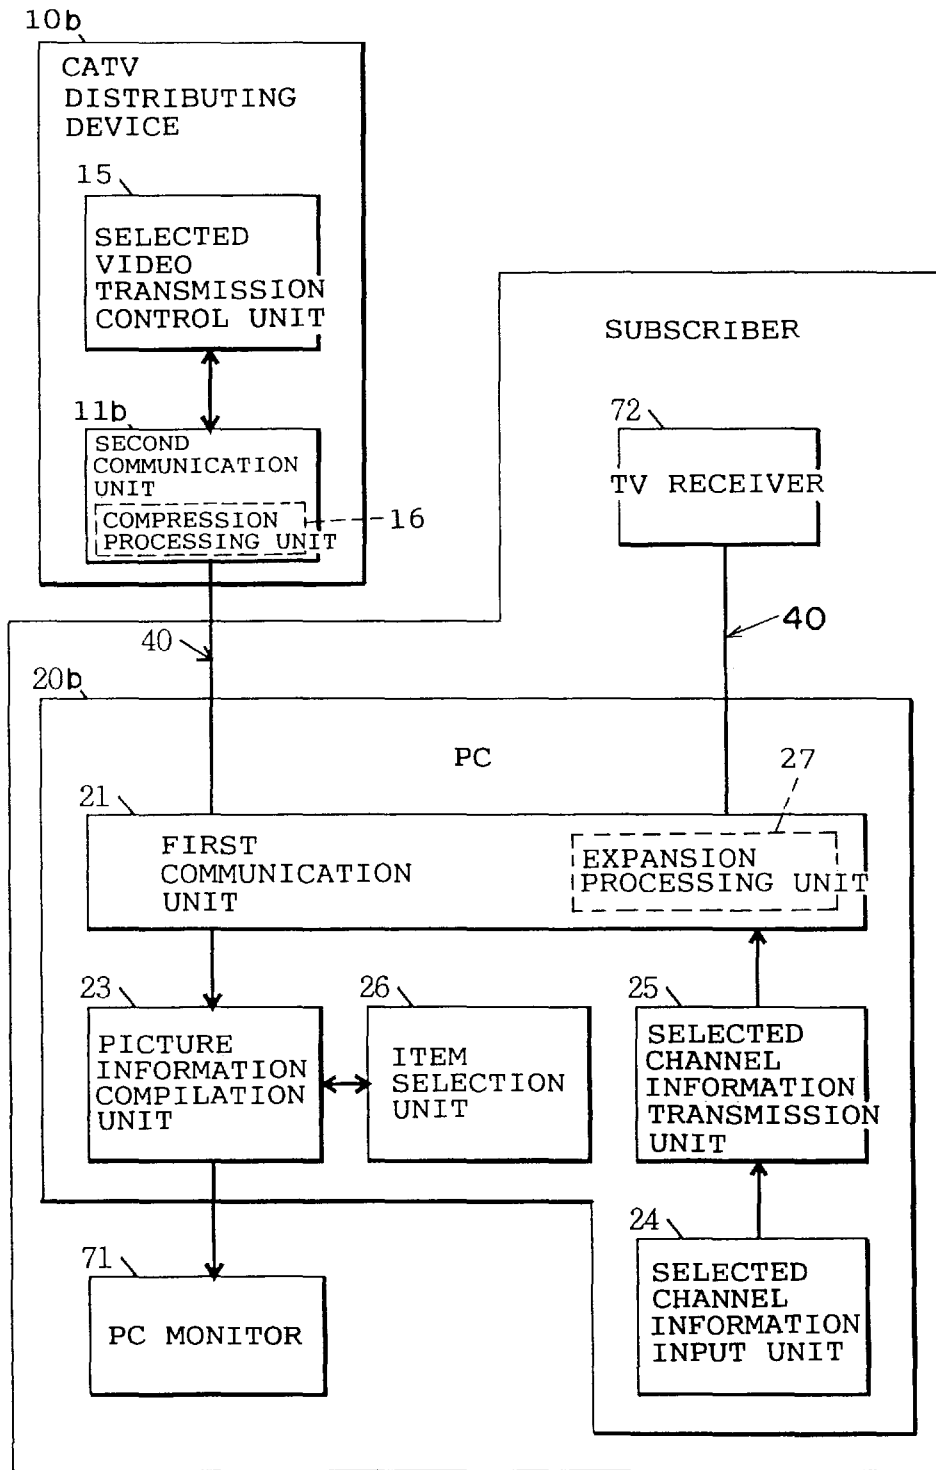 10b
CATV
DISTRIBUTING
DEVICE
15
SELECTED
VIDEO
TRANSMISSION
CONTROL UNIT
SUBSCRIBER
11b
SECOND
COMMUNICATION
UNIT
COMPRESSION
PROCESSING UNIT
16
72
TV RECEIVER
40
40
20b
PC
27
21
FIRST
COMMUNICATION
UNIT
EXPANSION
PROCESSING UNIT
23
PICTURE
INFORMATION
COMPILATION
UNIT
26
ITEM
SELECTION
UNIT
25
SELECTED
CHANNEL
INFORMATION
TRANSMISSION
UNIT
24
SELECTED
CHANNEL
INFORMATION
INPUT UNIT
71
PC MONITOR